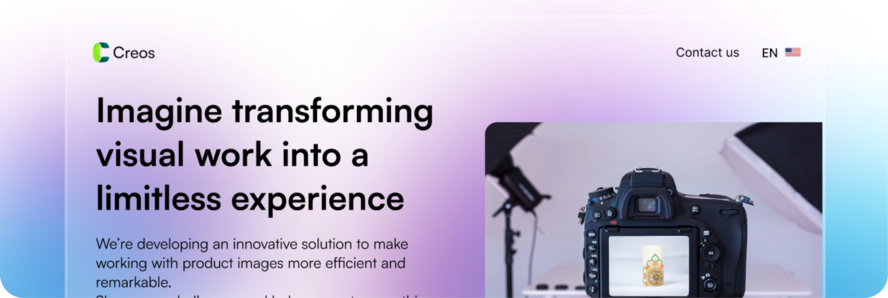 Creos
Contact us EN
Imagine transforming
visual work into a
limitless experience
We're developing an innovative solution to make
working with product images more efficient and
remarkable.